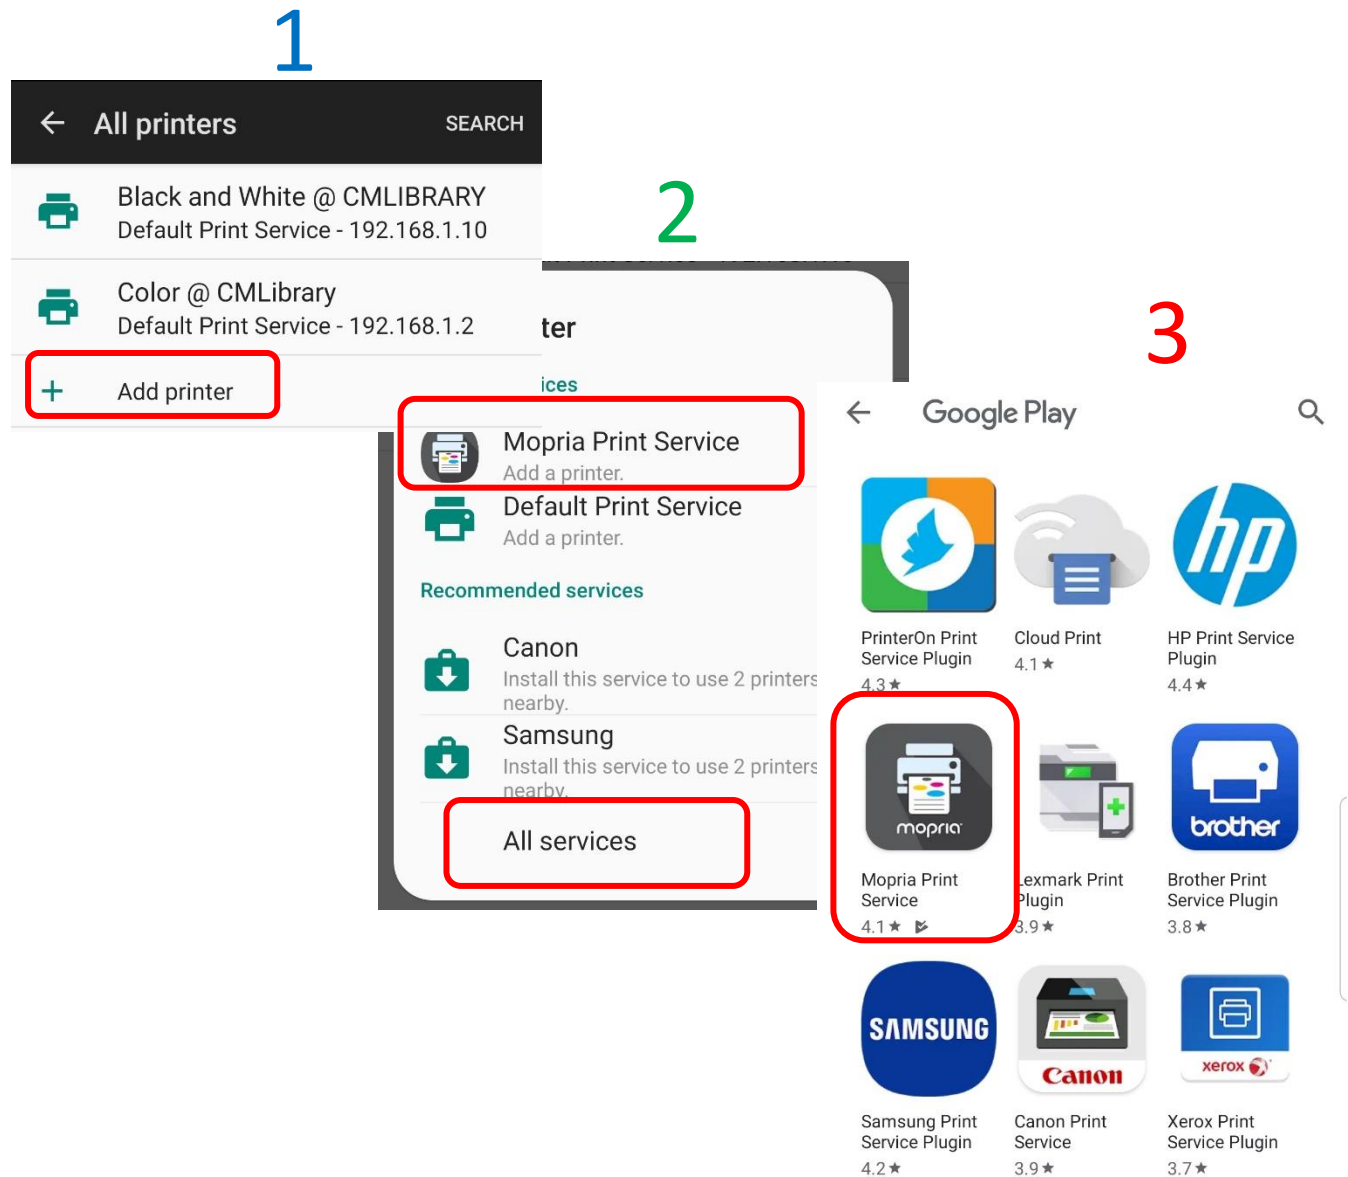 1
All printers
SEARCH
Black and White @ CMLIBRARY
Default Print Service - 192.168.1.10
Color @ CMLibrary
Default Print Service - 192.168.1.2
+ Add printer
2
ter
ices
Mopria Print Service
Add a printer.
Default Print Service
Add a printer.
Recommended services
Canon
Install this service to use 2 printers
nearby.
Samsung
Install this service to use 2 printers
nearby.
All services
3
Google Play
hp
PrinterOn Print
Service Plugin
4.3★
Cloud Print
4.1★
HP Print Service
Plugin
4.4★
mopria
brother
Mopria Print
Service
4.1★
Lexmark Print
Plugin
3.9★
Brother Print
Service Plugin
3.8★
SAMSUNG
Canon
xerox
Samsung Print
Service Plugin
4.2★
Canon Print
Service
3.9★
Xerox Print
Service Plugin
3.7★